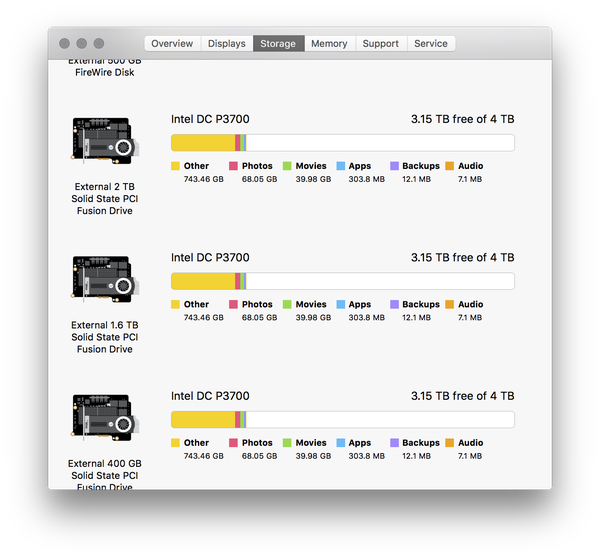 Overview Displays Storage Memory Support Service
External 500 GB
FireWire Disk
Intel DC P3700 3.15 TB free of 4 TB
Other Photos Movies Apps Backups Audio
743.46 GB 68.05 GB 39.98 GB 303.8 MB 12.1 MB 7.1 MB
External 2 TB
Solid State PCI
Fusion Drive
Intel DC P3700 3.15 TB free of 4 TB
Other Photos Movies Apps Backups Audio
743.46 GB 68.05 GB 39.98 GB 303.8 MB 12.1 MB 7.1 MB
External 1.6 TB
Solid State PCI
Fusion Drive
Intel DC P3700 3.15 TB free of 4 TB
Other Photos Movies Apps Backups Audio
743.46 GB 68.05 GB 39.98 GB 303.8 MB 12.1 MB 7.1 MB
External 400 GB
Solid State PCI
Fusion Drive